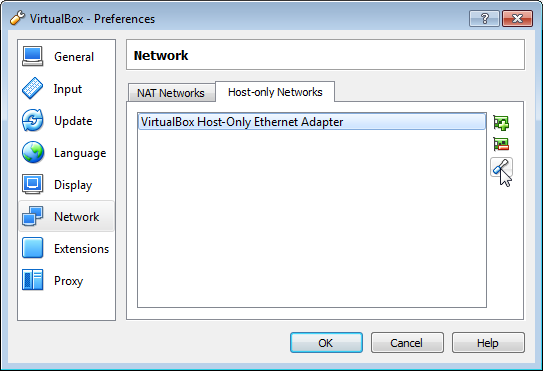 VirtualBox - Preferences
?
General
Input
Update
Language
Display
Network
Extensions
Proxy
Network
NAT Networks
Host-only Networks
VirtualBox Host-Only Ethernet Adapter
OK
Cancel
Help